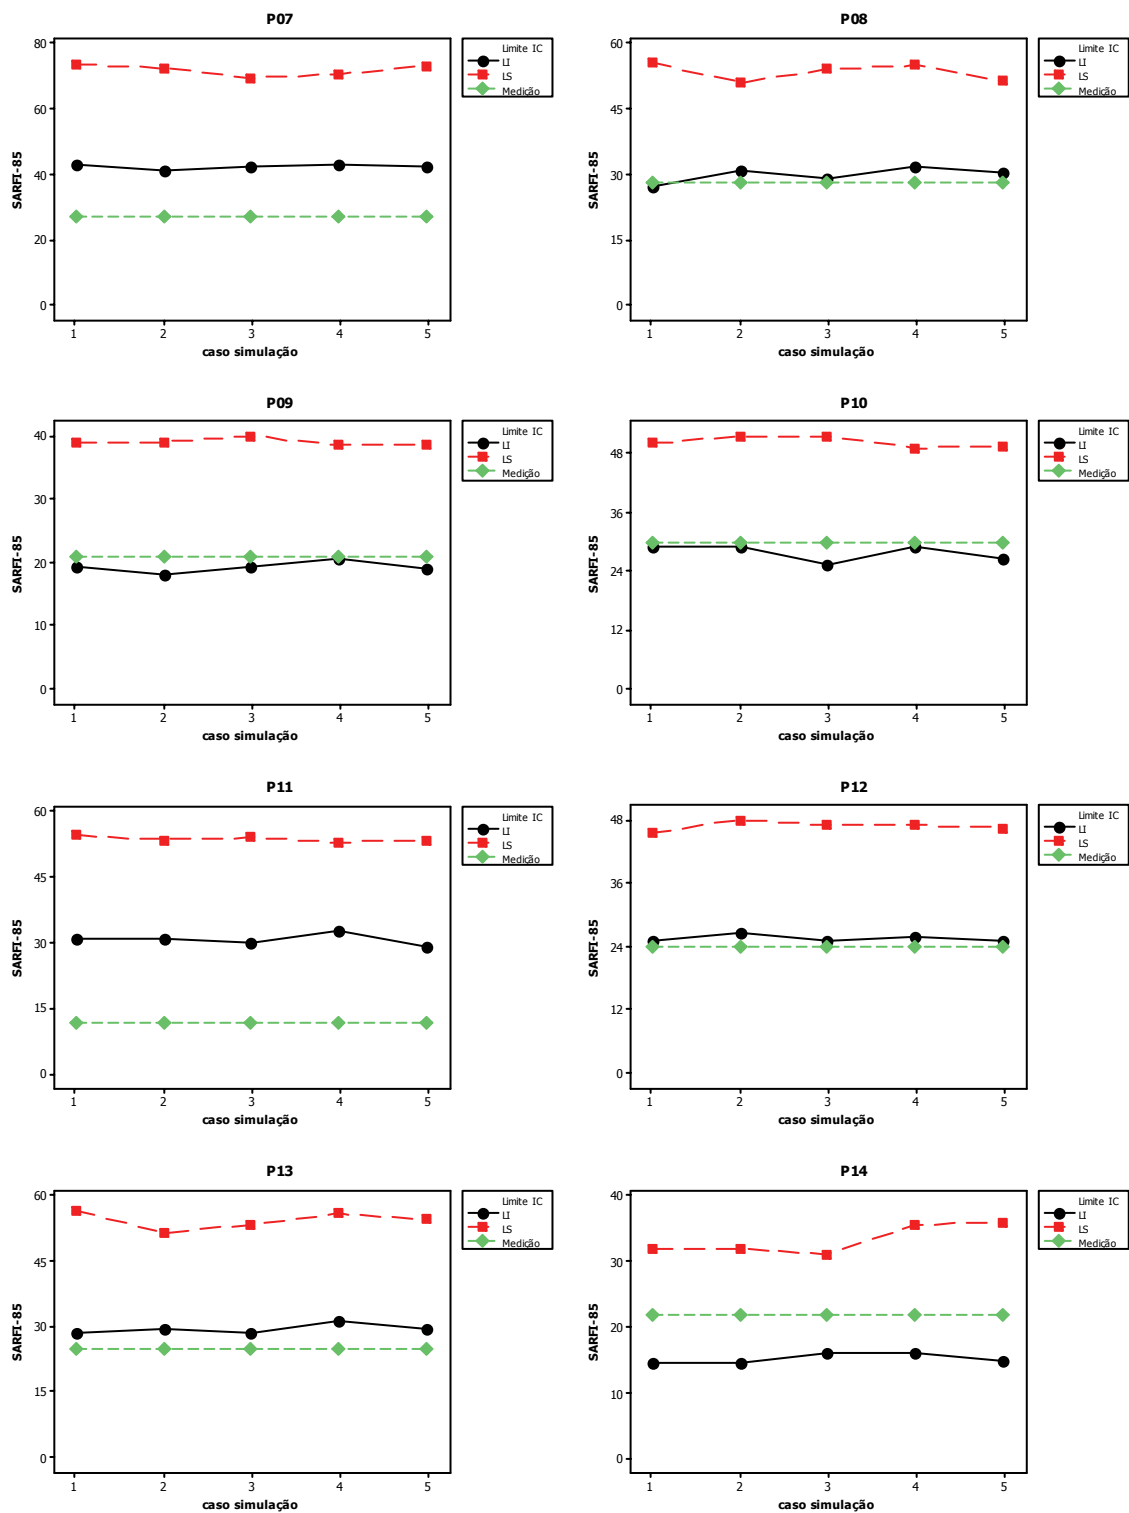 P07
80
60
40
20
0
SARFI-85
1 2 3 4 5
caso simulação
Limite IC
LI
LS
Medição
P08
60
45
30
15
0
SARFI-85
1 2 3 4 5
caso simulação
Limite IC
LI
LS
Medição
P09
40
30
20
10
0
SARFI-85
1 2 3 4 5
caso simulação
Limite IC
LI
LS
Medição
P10
48
36
24
12
0
SARFI-85
1 2 3 4 5
caso simulação
Limite IC
LI
LS
Medição
P11
60
45
30
15
0
SARFI-85
1 2 3 4 5
caso simulação
Limite IC
LI
LS
Medição
P12
48
36
24
12
0
SARFI-85
1 2 3 4 5
caso simulação
Limite IC
LI
LS
Medição
P13
60
45
30
15
0
SARFI-85
1 2 3 4 5
caso simulação
Limite IC
LI
LS
Medição
P14
40
30
20
10
0
SARFI-85
1 2 3 4 5
caso simulação
Limite IC
LI
LS
Medição